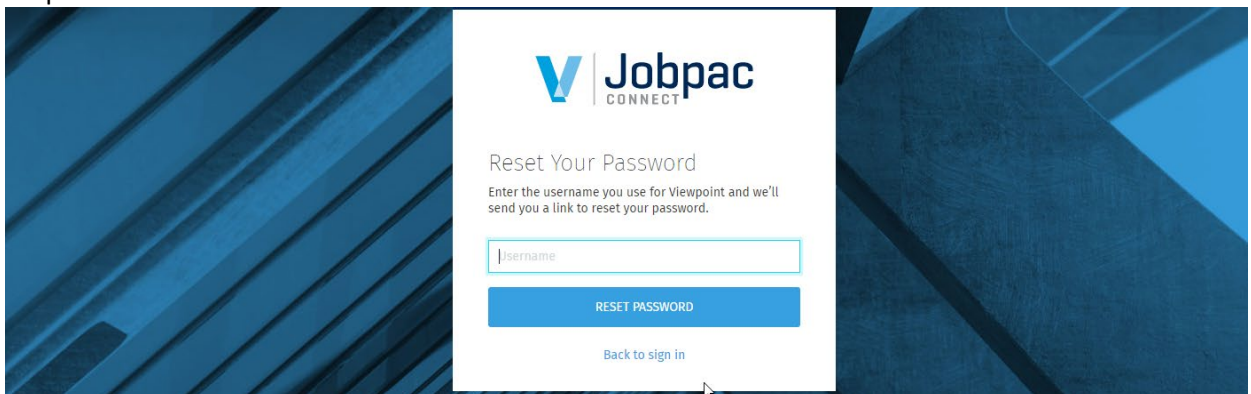 Jobpac
CONNECT
Reset Your Password
Enter the username you use for Viewpoint and we'll
send you a link to reset your password.
Username
RESET PASSWORD
Back to sign in